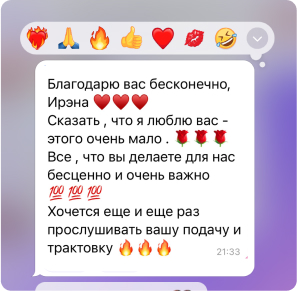 Благодарю вас бесконечно,
Ирэна ♥️♥️♥️
Сказать , что я люблю вас -
этого очень мало . 🌹🌹🌹
Все , что вы делаете для нас
бесценно и очень важно
💯💯💯
Хочется еще и еще раз
прослушивать вашу подачу и
трактовку 🔥🔥🔥
21:33